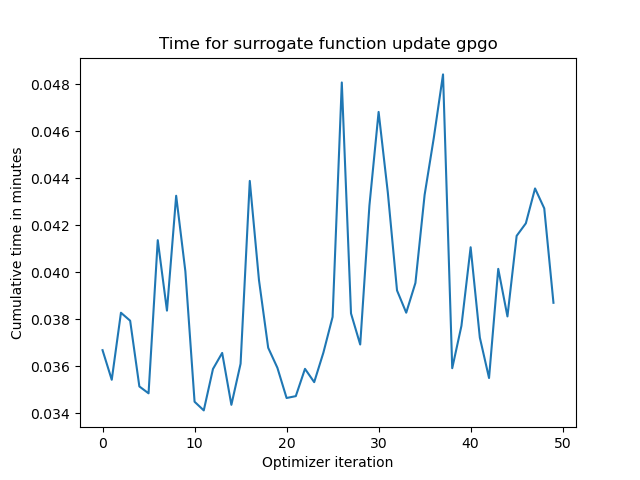 Time for surrogate function update gpgo
0.048
0.046
0.044
0.042
0.040
0.038
0.036
0.034
Cumulative time in minutes
0 10 20 30 40 50
Optimizer iteration